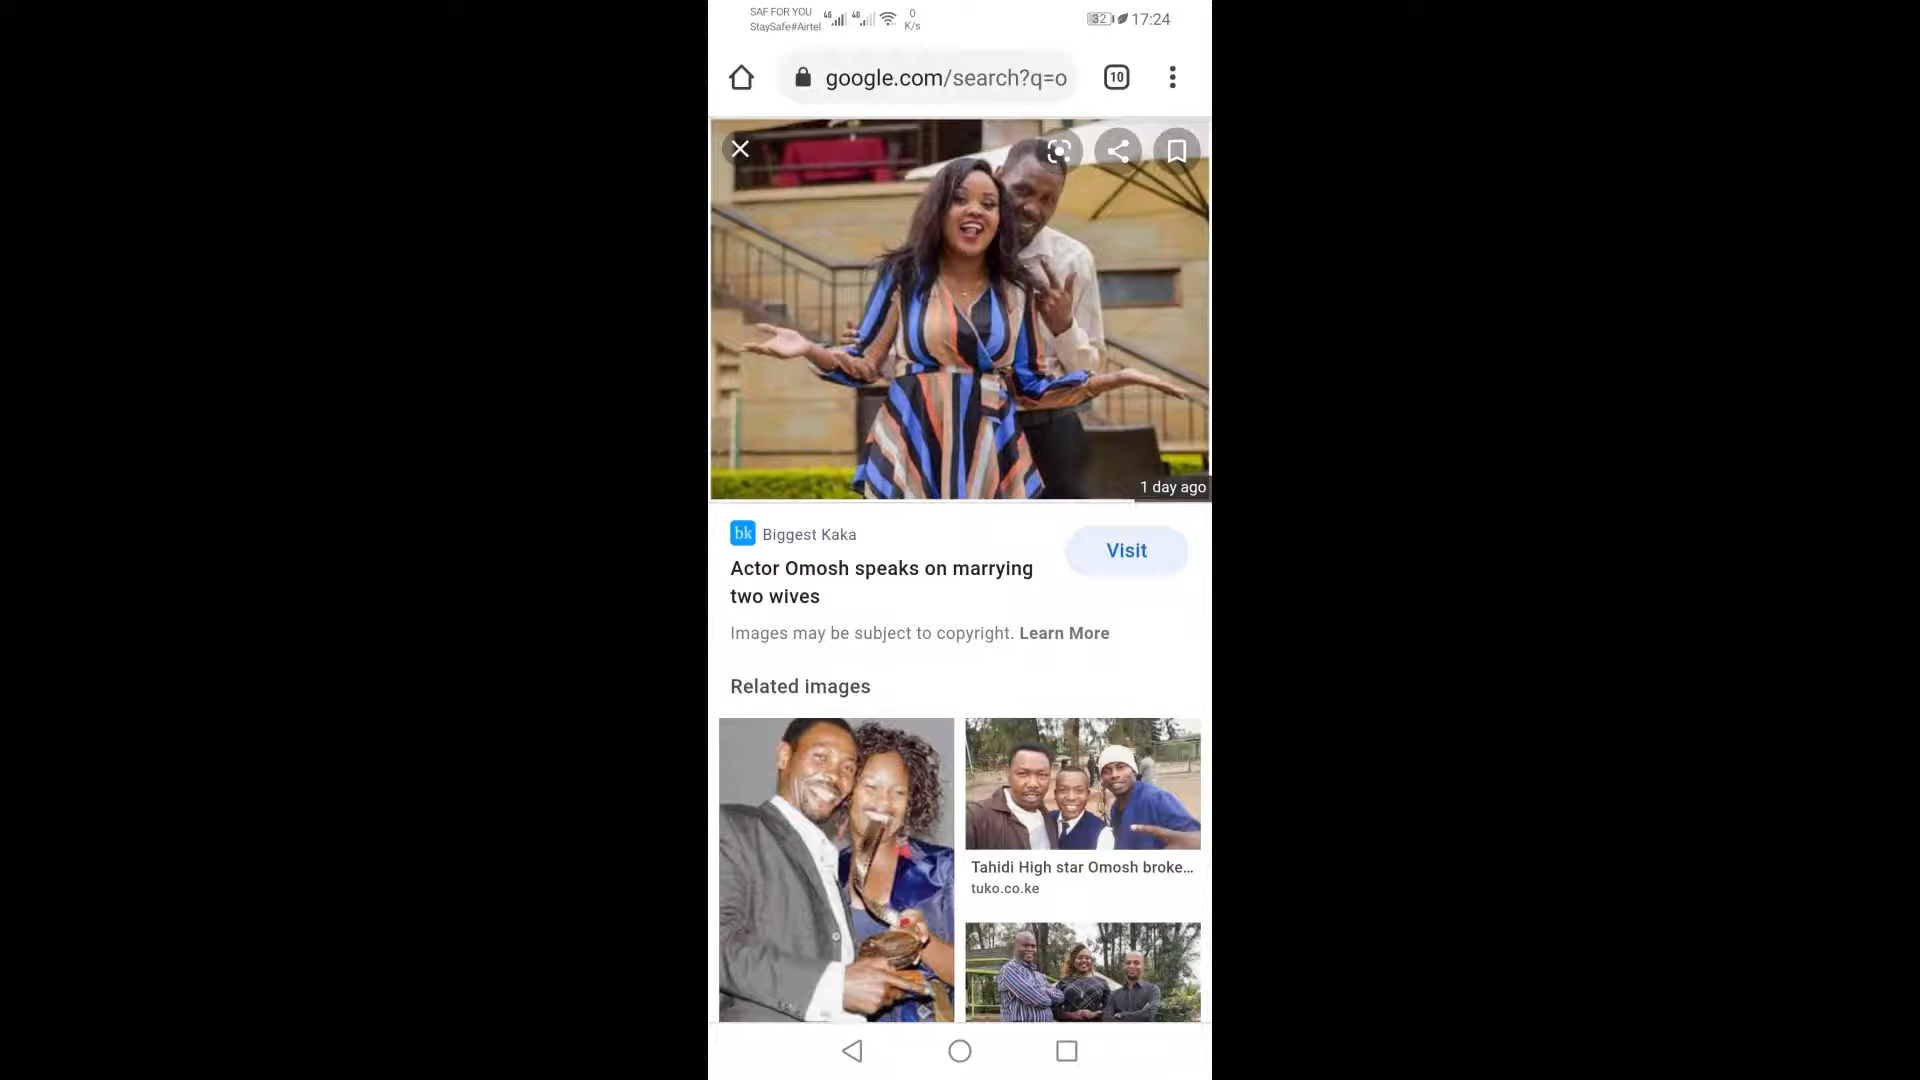 SAF FOR YOU
StaySafe#Airtel
4G
4G
0
K/s
32
17:24
google.com/search?q=o
10
1 day ago
bk
Biggest Kaka
Visit
Actor Omosh speaks on marrying
two wives
Images may be subject to copyright. Learn More
Related images
Tahidi High star Omosh broke...
tuko.co.ke